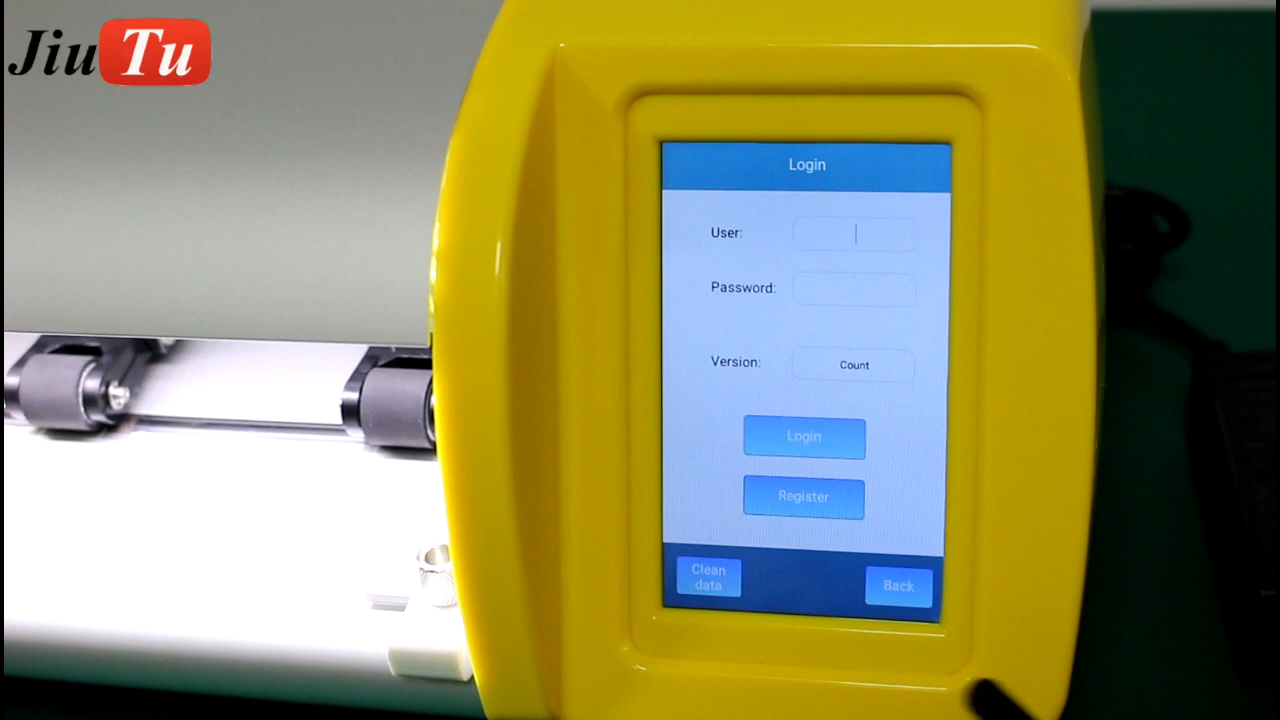 JiuTu
Login
User:
Password:
Version: Count
Login
Register
Clean
data
Back